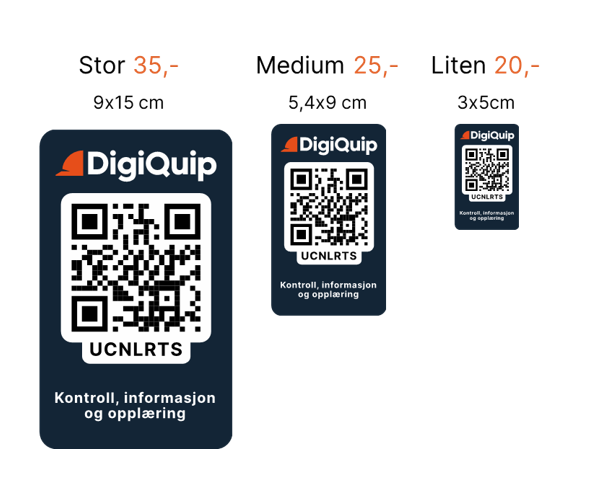 Stor 35,-
9x15 cm
DigiQuip
UCNLRTS
Kontroll, informasjon
og opplæring
Medium 25,-
5,4x9 cm
DigiQuip
UCNLRTS
Kontroll, informasjon
og opplæring
Liten 20,-
3x5cm
DigiQuip
UCNLRTS
Kontroll, informasjon
og opplæring